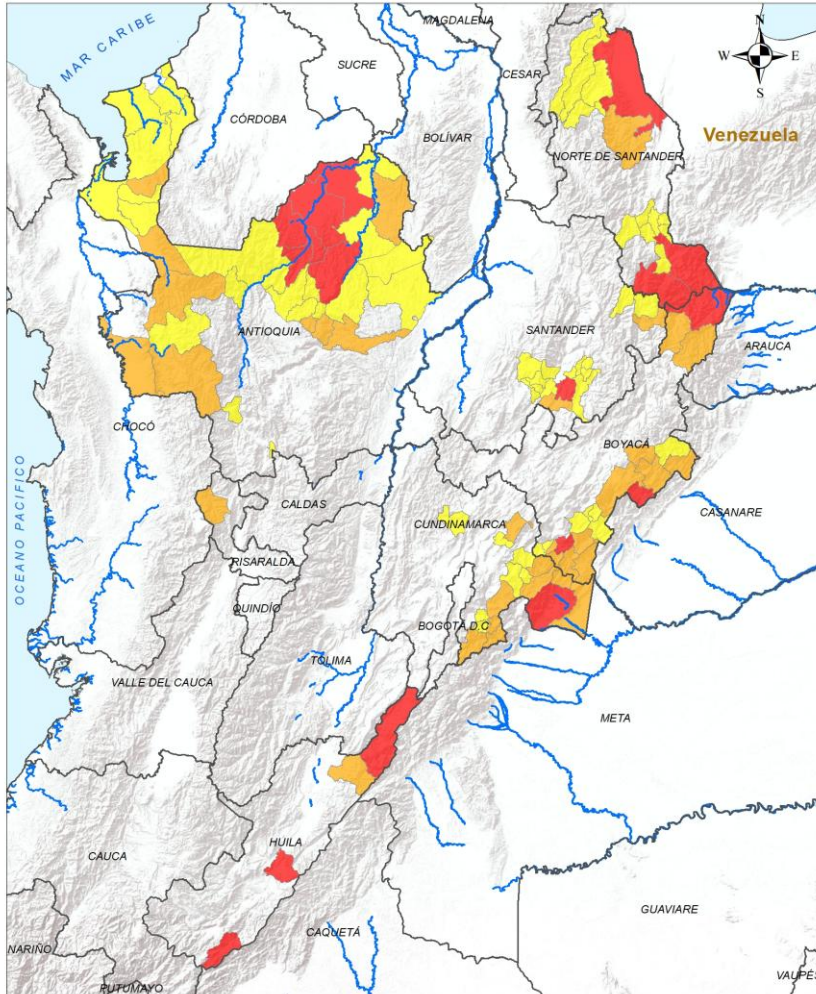 MAR CARIBE
MAGDALENA
SUCRE
CESAR
N
W
E
S
CÓRDOBA
BOLÍVAR
Venezuela
NORTE DE SANTANDER
ANTIOQUIA
SANTANDER
ARAUCA
CHOCÓ
BOYACÁ
OCEANO PACIFICO
CALDAS
CUNDINAMARCA
CASANARE
RISARALDA
QUINDÍO
BOGOTÁ D.C
TOLIMA
VALLE DEL CAUCA
META
HUILA
CAUCA
GUAVIARE
CAQUETÁ
NARIÑO
PUTUMAYO
VAUPÉS